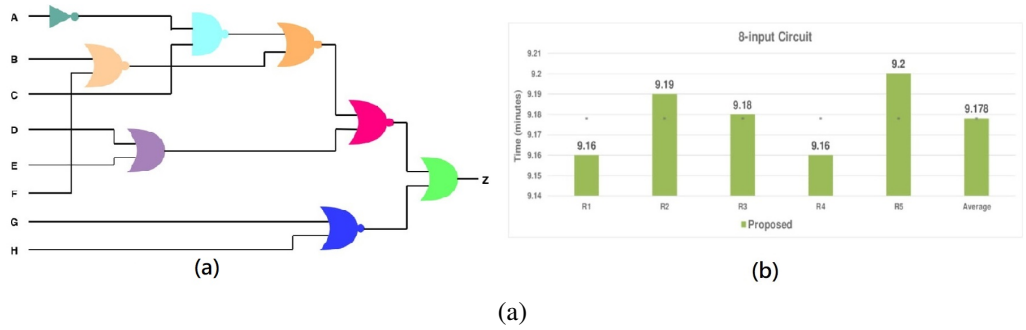 A
B
C
D
E
F
G
H
Z
(a)
8-input Circuit
Time (minutes)
9.21
9.2
9.19
9.18
9.17
9.16
9.15
9.14
9.16
9.19
9.18
9.16
9.2
9.178
R1 R2 R3 R4 R5 Average
Proposed
(b)
(a)